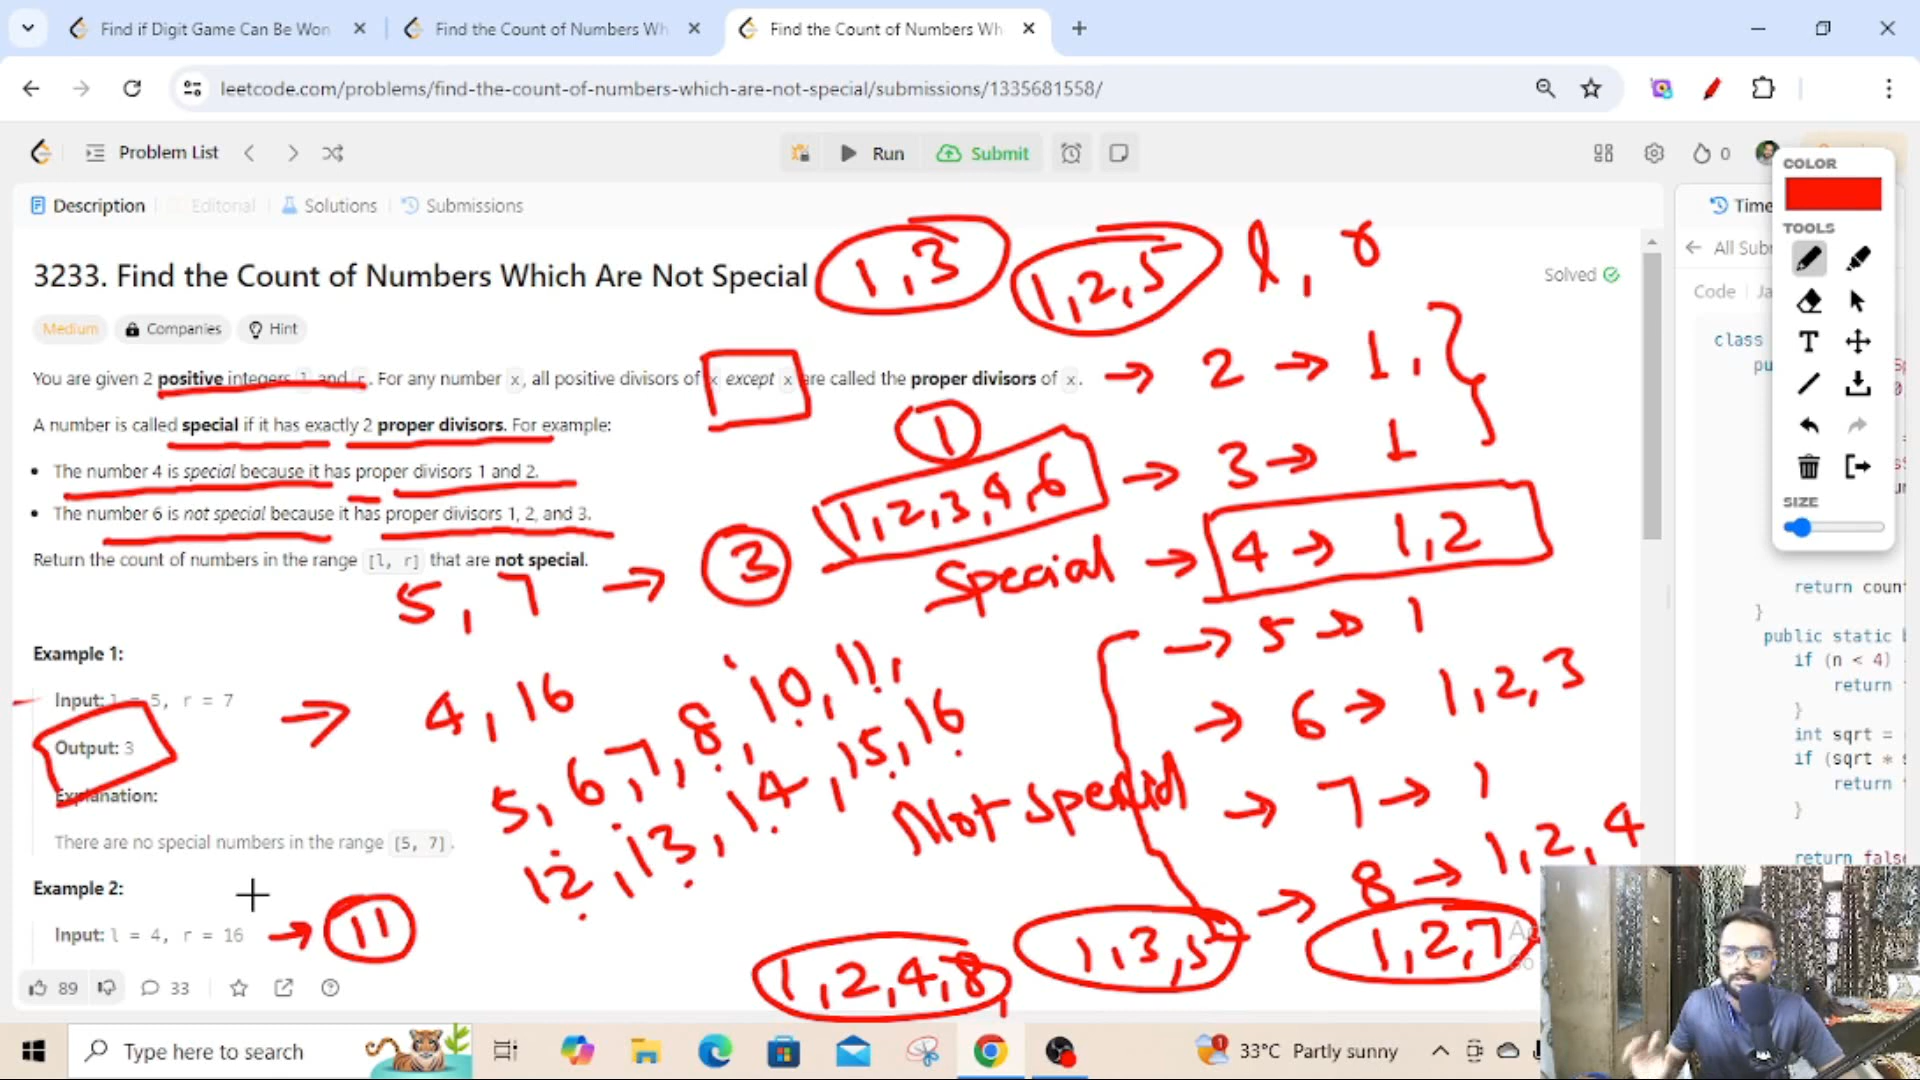 Find if Digit Game Can Be Won
Find the Count of Numbers Wh
Find the Count of Numbers Wh
leetcode.com/problems/find-the-count-of-numbers-which-are-not-special/submissions/1335681558/
Problem List
Run
Submit
0
COLOR
TOOLS
SIZE
Description
Editorial
Solutions
Submissions
Time
All Sub
Code
3233. Find the Count of Numbers Which Are Not Special
Solved
1,3
1,2,5
l, r
Medium
Companies
Hint
You are given 2 positive integers l and r. For any number x, all positive divisors of x except x are called the proper divisors of x.
→ 2 → 1,
A number is called special if it has exactly 2 proper divisors. For example:
1
The number 4 is special because it has proper divisors 1 and 2.
1,2,3,4,6
→ 3 → 1
The number 6 is not special because it has proper divisors 1, 2, and 3.
Return the count of numbers in the range [l, r] that are not special.
5, 7 → 3
Special → 4 → 1,2
→ 5 → 1
Example 1:
Input: l = 5, r = 7
→ 4, 16
→ 6 → 1,2,3
Output: 3
5, 6, 7, 8, 10, 11,
12, 13, 14, 15, 16
Not special
→ 7 → 1
Explanation:
There are no special numbers in the range [5, 7].
→ 8 → 1,2,4
Example 2:
Input: l = 4, r = 16
→ 11
1,2,4,8,
1,3,5
1,2,7
89
33
class
return count
}
public static b
if (n < 4)
return
}
int sqrt =
if (sqrt *
return
}
return false
Type here to search
33°C Partly sunny